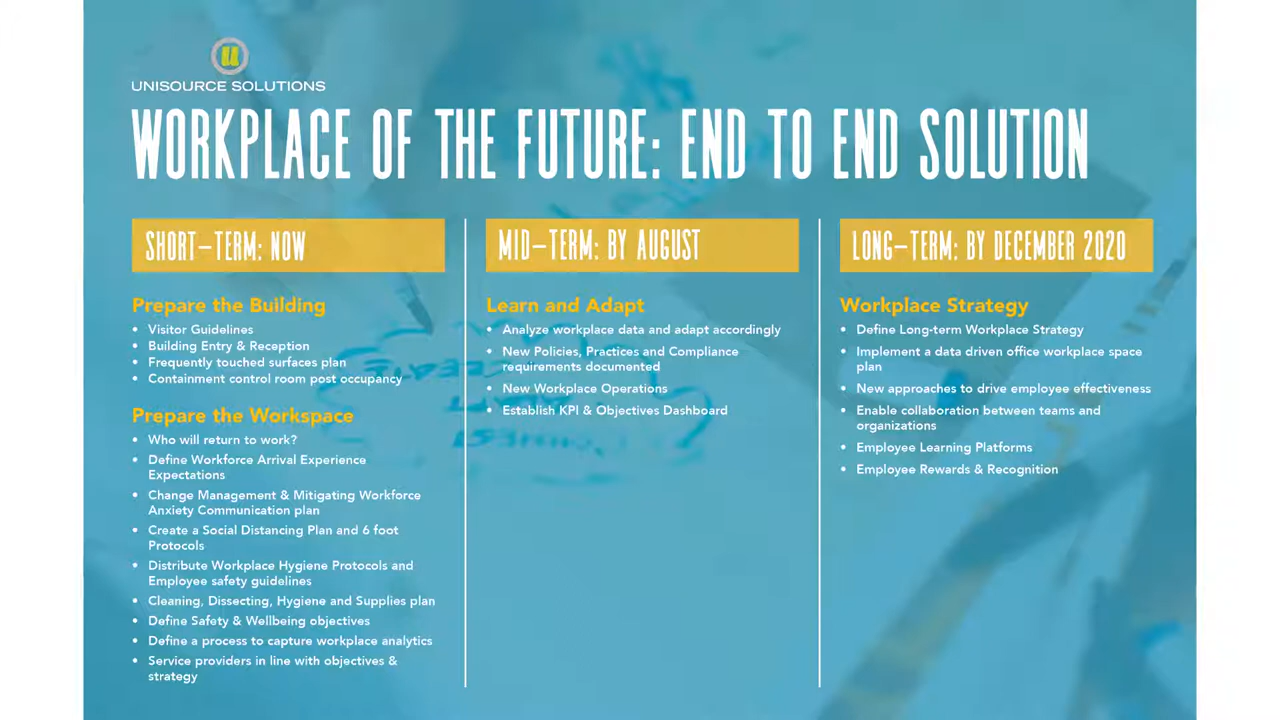 u
UNISOURCE SOLUTIONS
WORKPLACE OF THE FUTURE: END TO END SOLUTION
SHORT-TERM: NOW
Prepare the Building
• Visitor Guidelines
• Building Entry & Reception
• Frequently touched surfaces plan
• Containment control room post occupancy
Prepare the Workspace
• Who will return to work?
• Define Workforce Arrival Experience
Expectations
• Change Management & Mitigating Workforce
Anxiety Communication plan
• Create a Social Distancing Plan and 6 foot
Protocols
• Distribute Workplace Hygiene Protocols and
Employee safety guidelines
• Cleaning, Dissecting, Hygiene and Supplies plan
• Define Safety & Wellbeing objectives
• Define a process to capture workplace analytics
• Service providers in line with objectives &
strategy
MID-TERM: BY AUGUST
Learn and Adapt
• Analyze workplace data and adapt accordingly
• New Policies, Practices and Compliance
requirements documented
• New Workplace Operations
• Establish KPI & Objectives Dashboard
LONG-TERM: BY DECEMBER 2020
Workplace Strategy
• Define Long-term Workplace Strategy
• Implement a data driven office workplace space
plan
• New approaches to drive employee effectiveness
• Enable collaboration between teams and
organizations
• Employee Learning Platforms
• Employee Rewards & Recognition